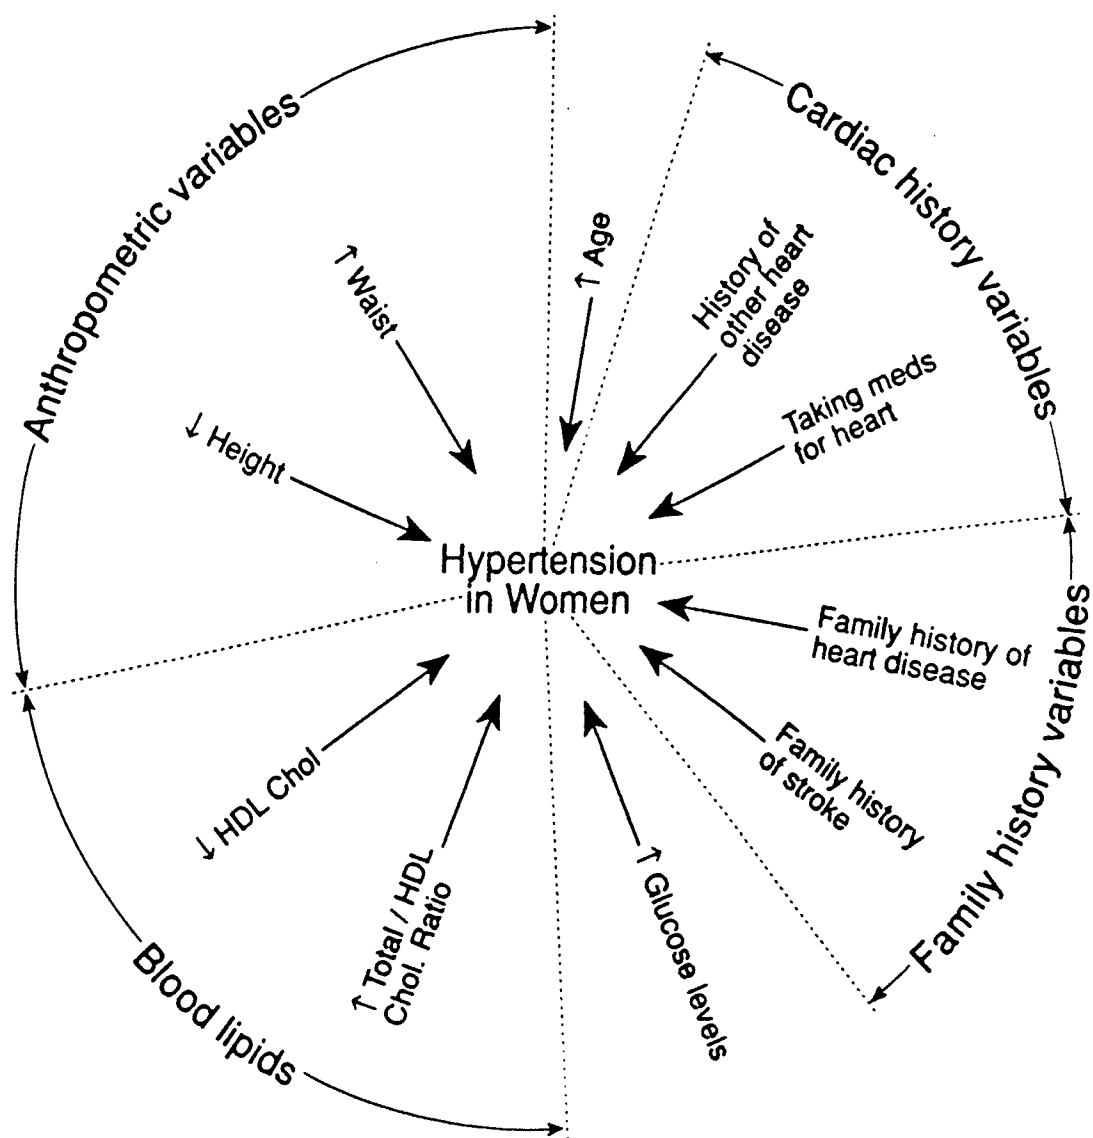 Anthropometric variables
Cardiac history variables
↑ Age
History of
other heart
disease
↑ Waist
Taking meds
for heart
↓ Height
Hypertension
in Women
Family history of
heart disease
Family history variables
Family history
of stroke
↓ HDL Chol
↑ Total / HDL
Chol. Ratio
↑ Glucose levels
Blood lipids